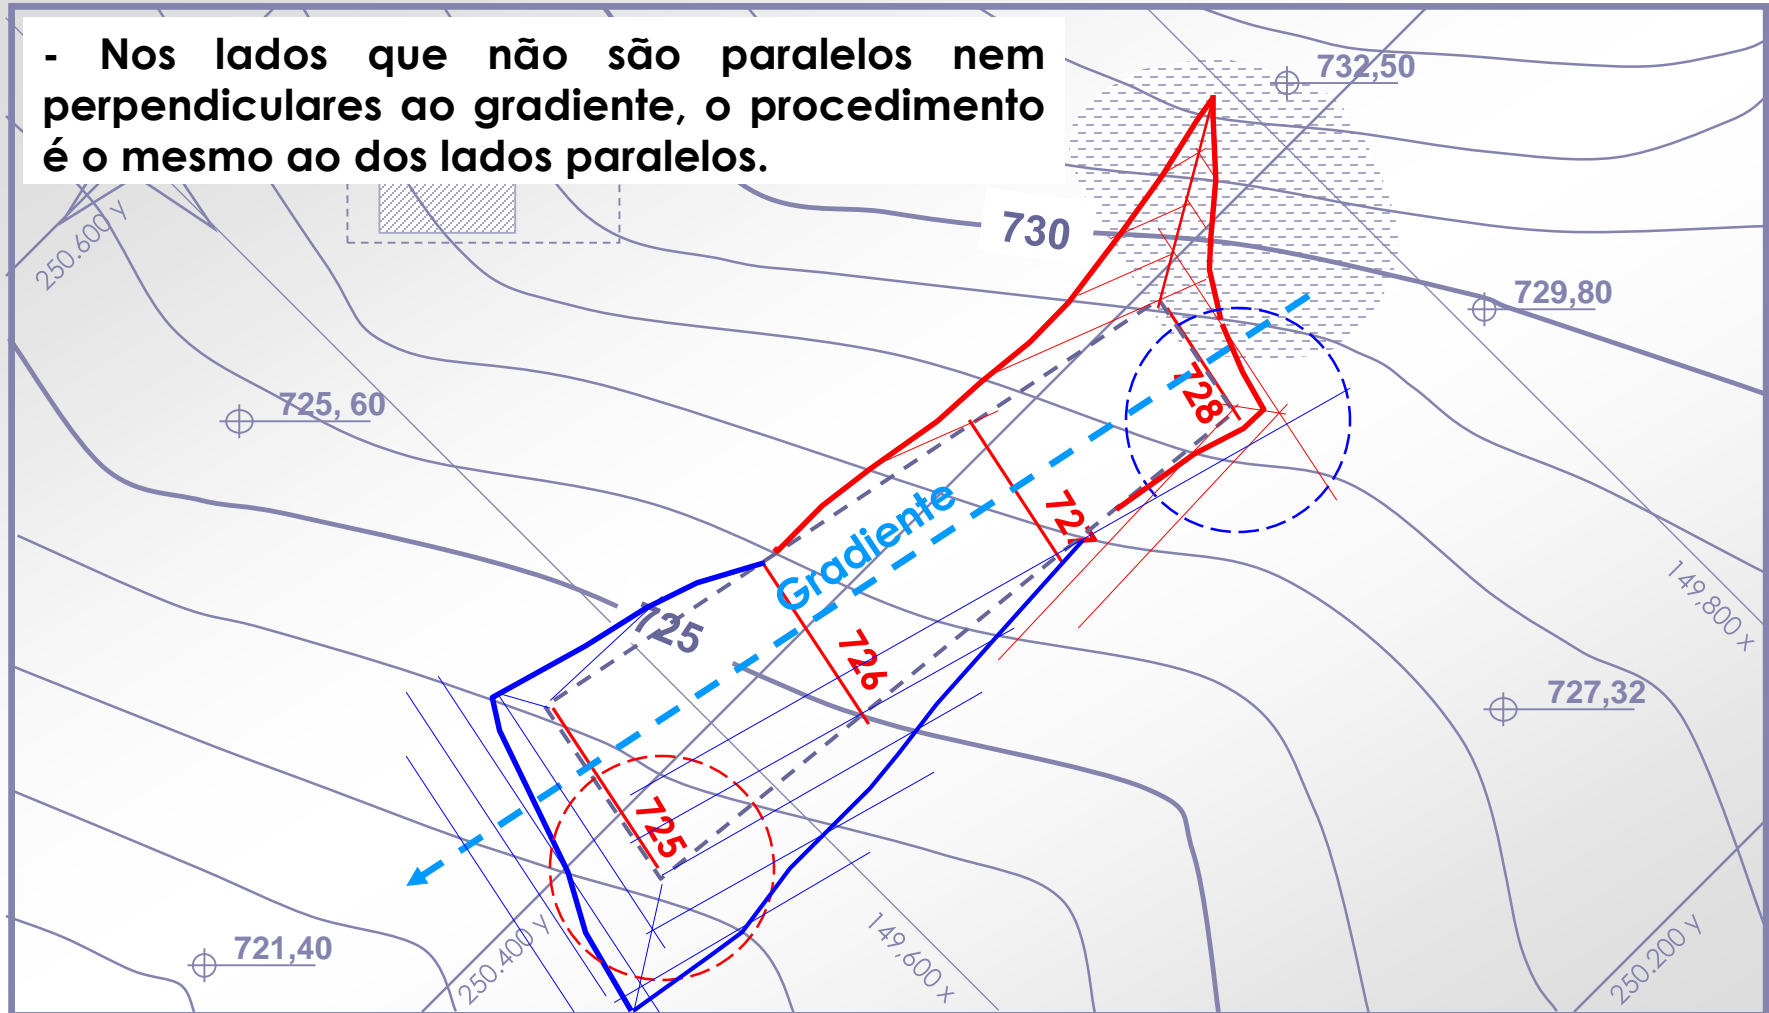 - Nos lados que não são paralelos nem
perpendiculares ao gradiente, o procedimento
é o mesmo ao dos lados paralelos.
732,50
250.600 y
730
729,80
725, 60
728
Gradiente
727
149,800 x
725
726
727,32
725
721,40
250.400 y
149,600 x
250.200 y